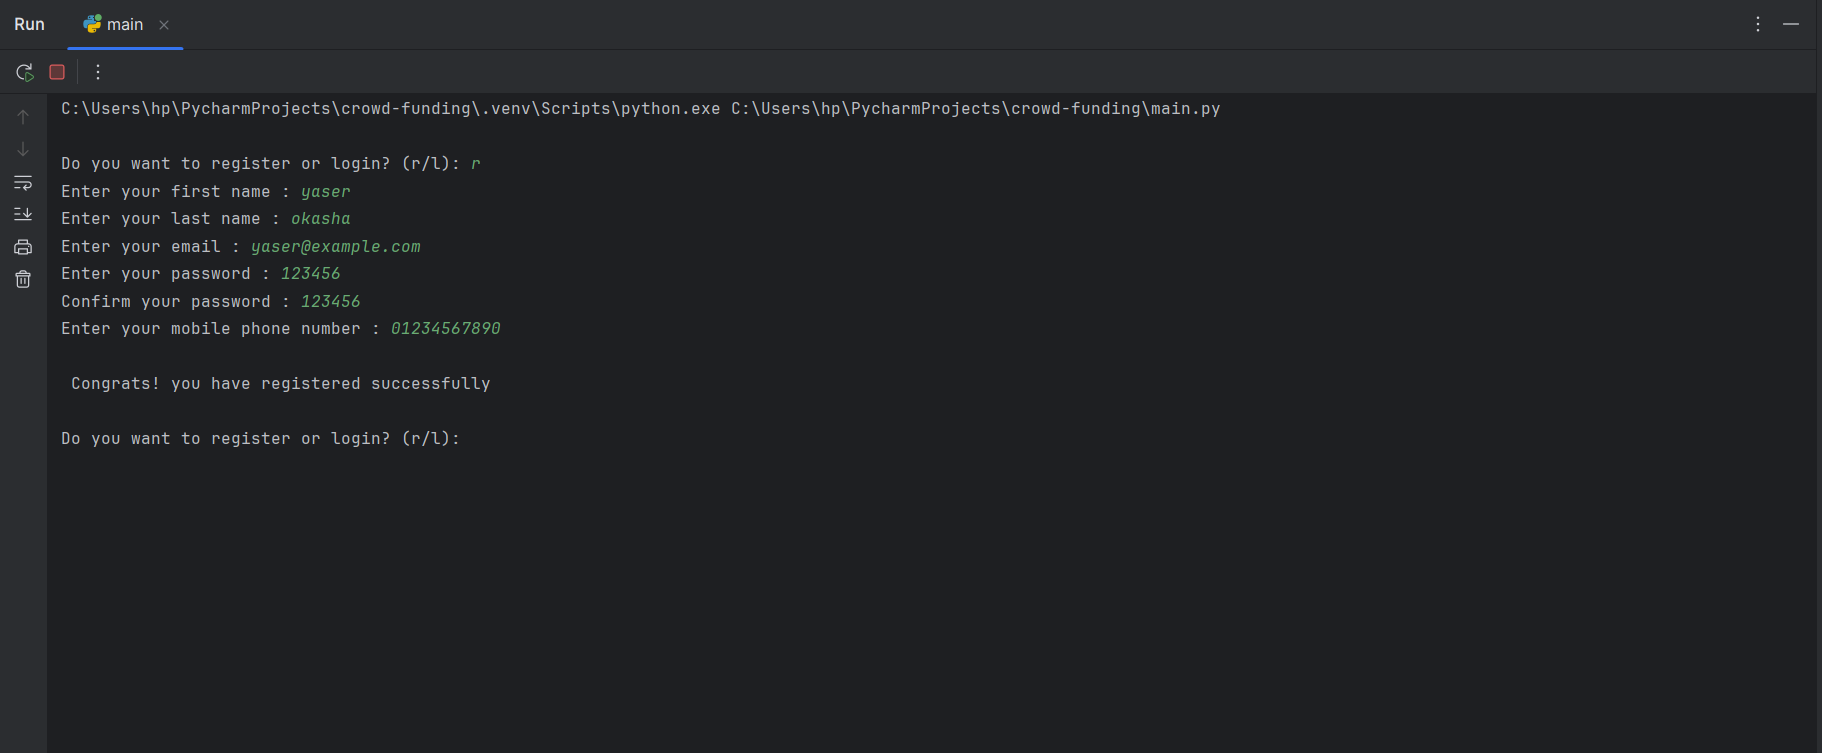 Run main
C:\Users\hp\PycharmProjects\crowd-funding\.venv\Scripts\python.exe C:\Users\hp\PycharmProjects\crowd-funding\main.py
Do you want to register or login? (r/l): r
Enter your first name : yaser
Enter your last name : okasha
Enter your email : yaser@example.com
Enter your password : 123456
Confirm your password : 123456
Enter your mobile phone number : 01234567890
Congrats! you have registered successfully
Do you want to register or login? (r/l):